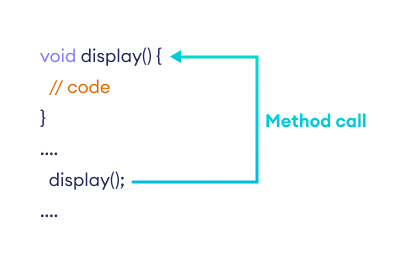 void display() {
// code
}
....
display();
....
Method call